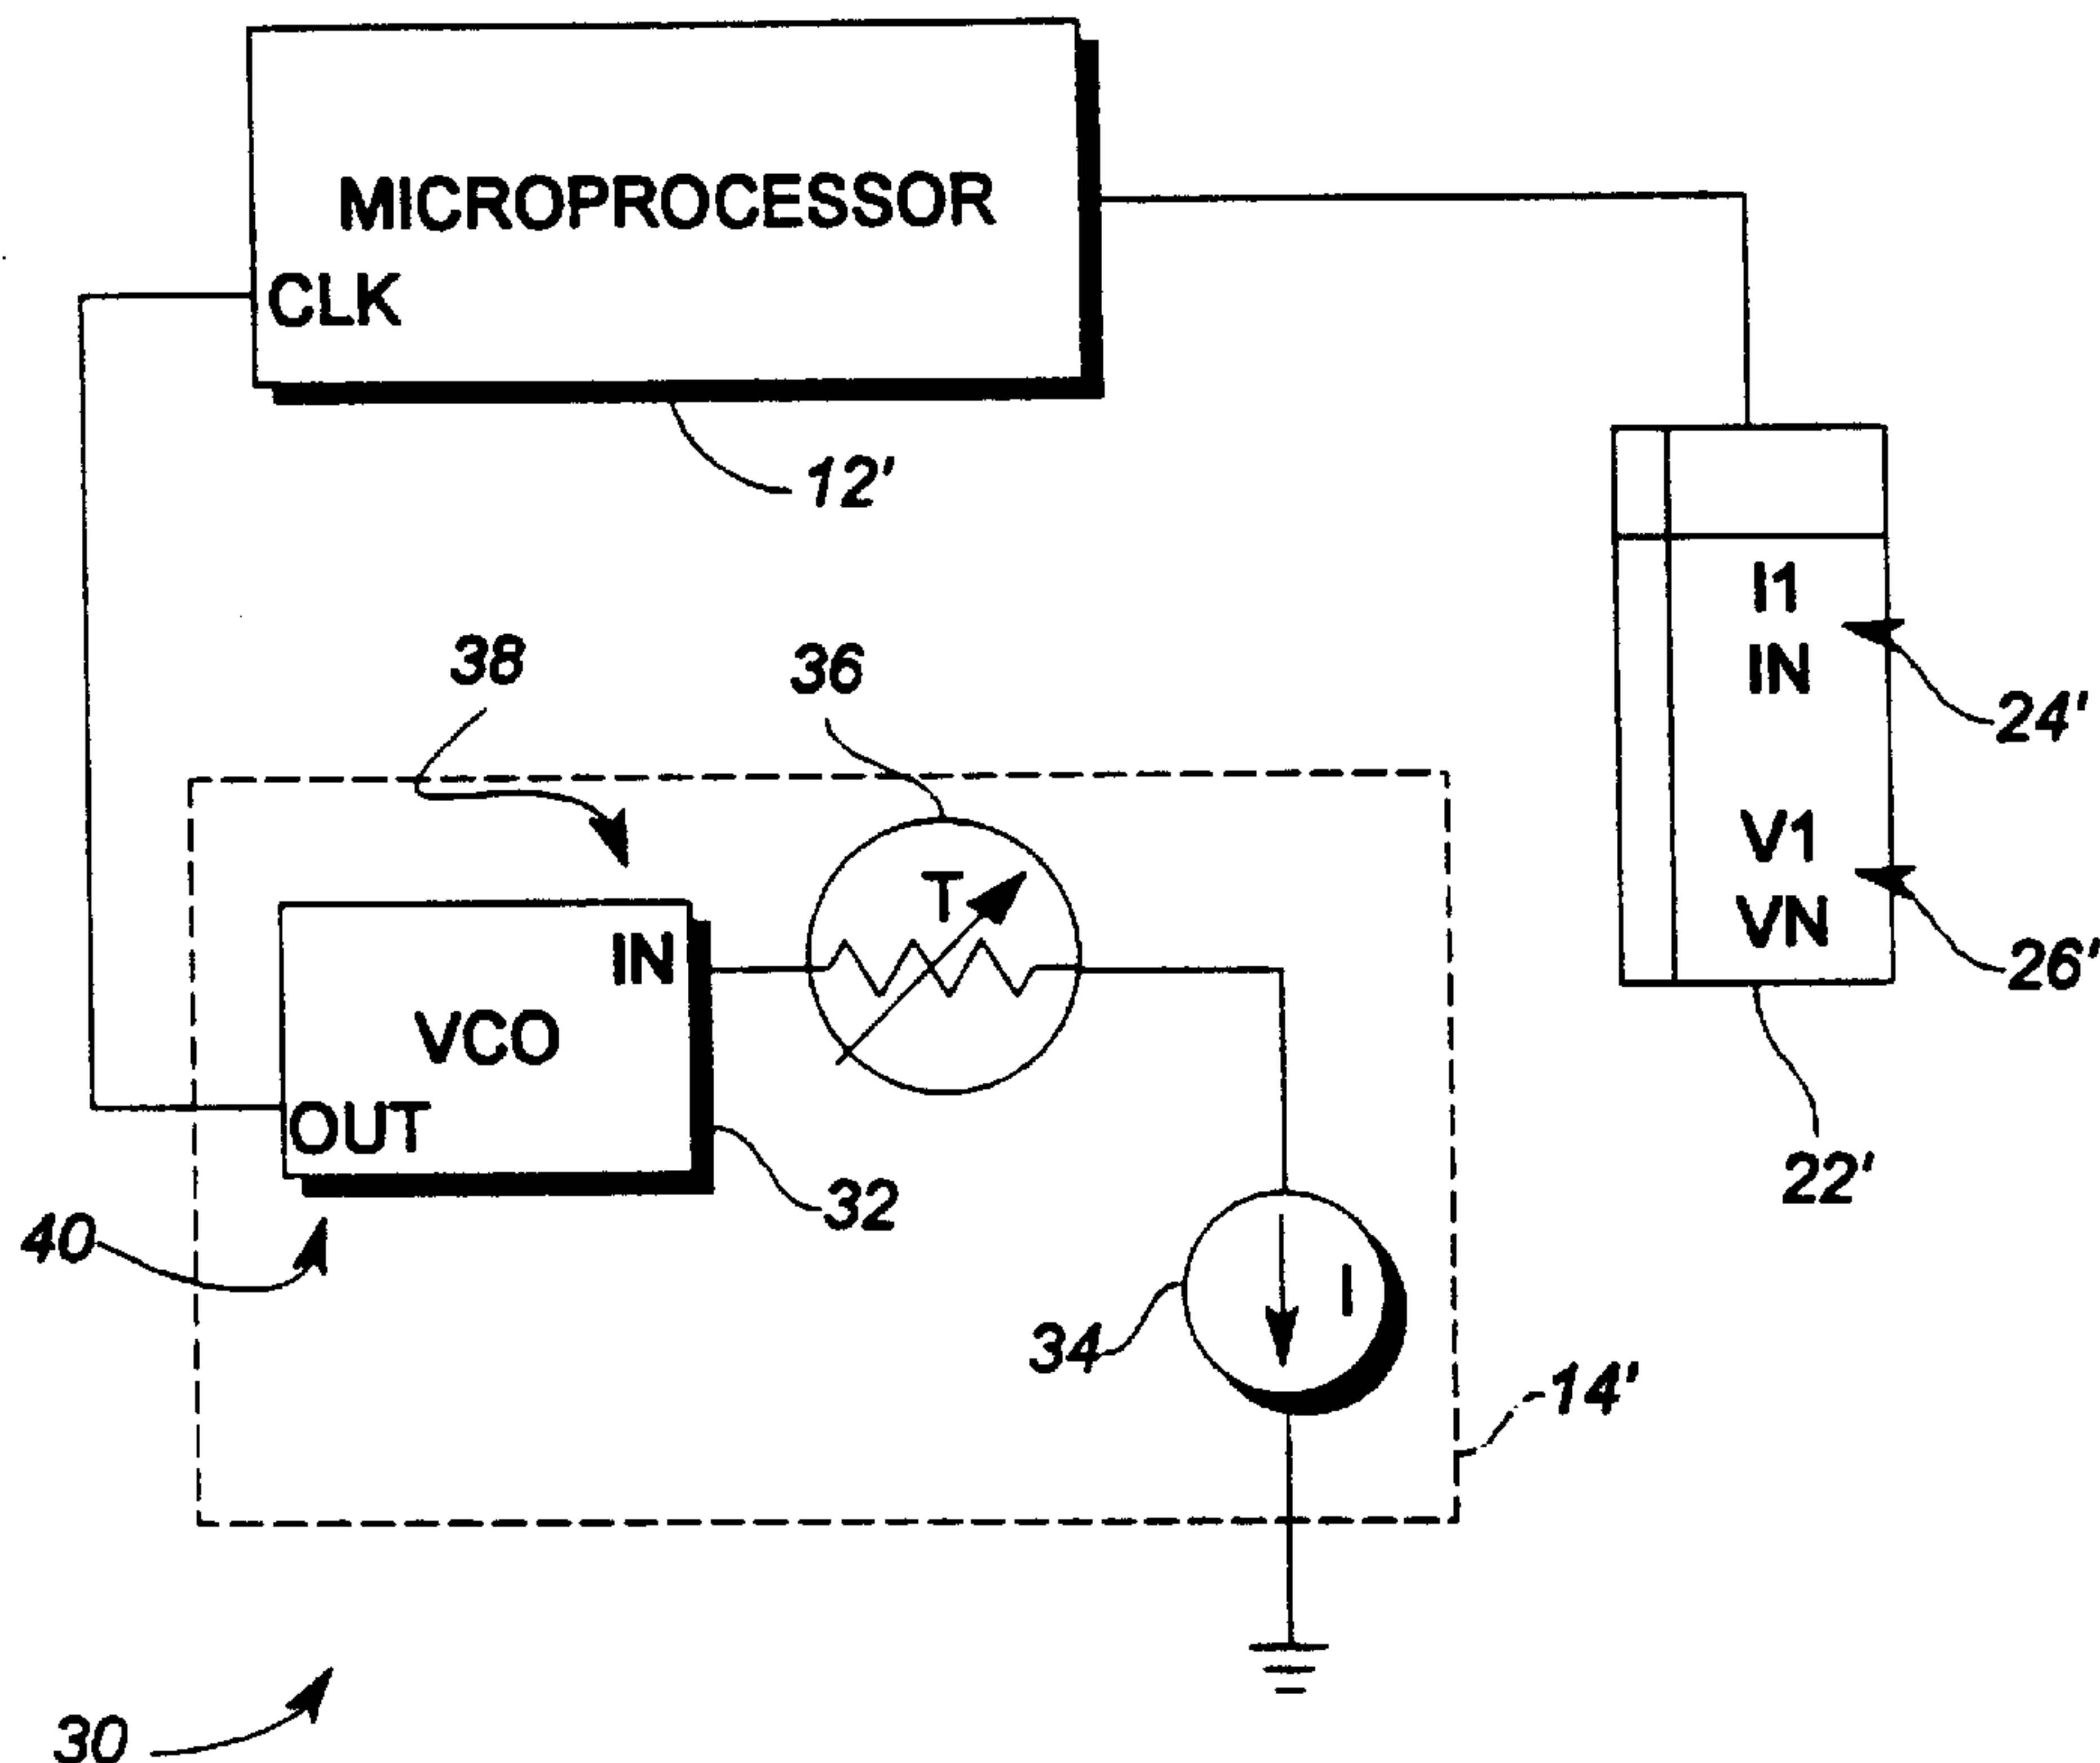 MICROPROCESSOR
CLK
12'
I1
IN
24'
38
36
V1
VN
26'
T
IN
VCO
OUT
32
22'
40
I
34
14'
30